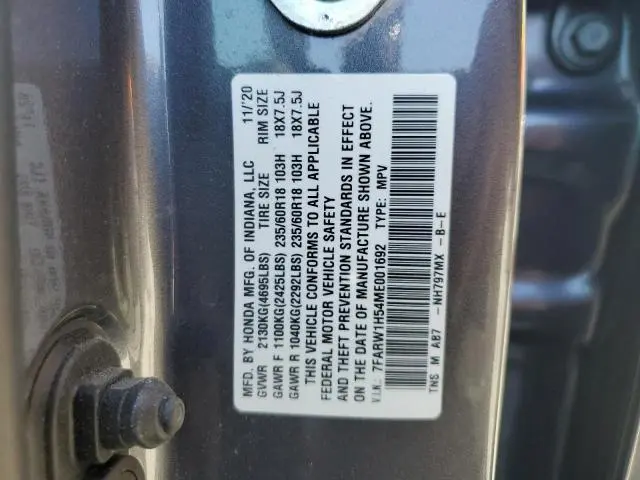 MFD. BY HONDA MFG. OF INDIANA, LLC 11/'20
GVWR 2130KG(4695LBS) TIRE SIZE RIM SIZE
GAWR F 1100KG(2425LBS) 235/60R18 103H 18X7.5J
GAWR R 1040KG(2292LBS) 235/60R18 103H 18X7.5J
THIS VEHICLE CONFORMS TO ALL APPLICABLE
FEDERAL MOTOR VEHICLE SAFETY
AND THEFT PREVENTION STANDARDS IN EFFECT
ON THE DATE OF MANUFACTURE SHOWN ABOVE.
V.I.N.: 7FARW1H54ME001692 TYPE: MPV
TNS M AB7 -NH797MX -B-E